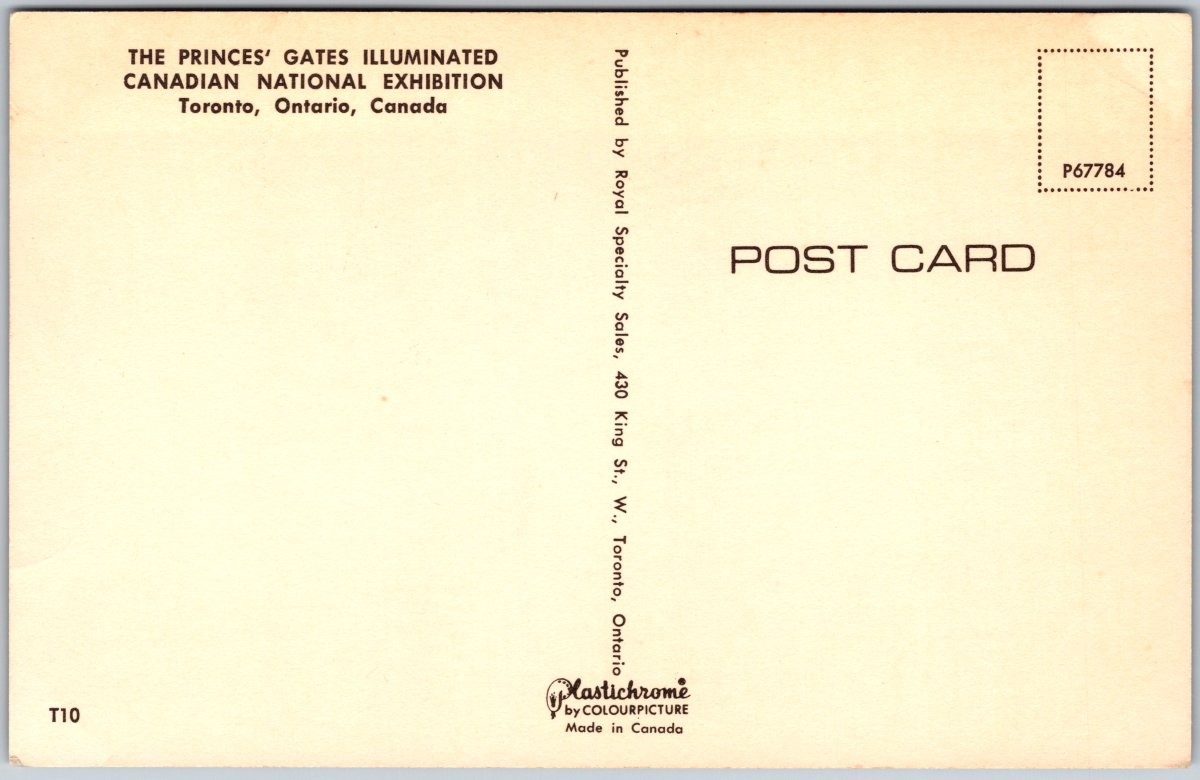 THE PRINCES' GATES ILLUMINATED
CANADIAN NATIONAL EXHIBITION
Toronto, Ontario, Canada
T10
Published by Royal Specialty Sales, 430 King St., W., Toronto, Ontario
Plastichrome®
by COLOURPICTURE
Made in Canada
P67784
POST CARD